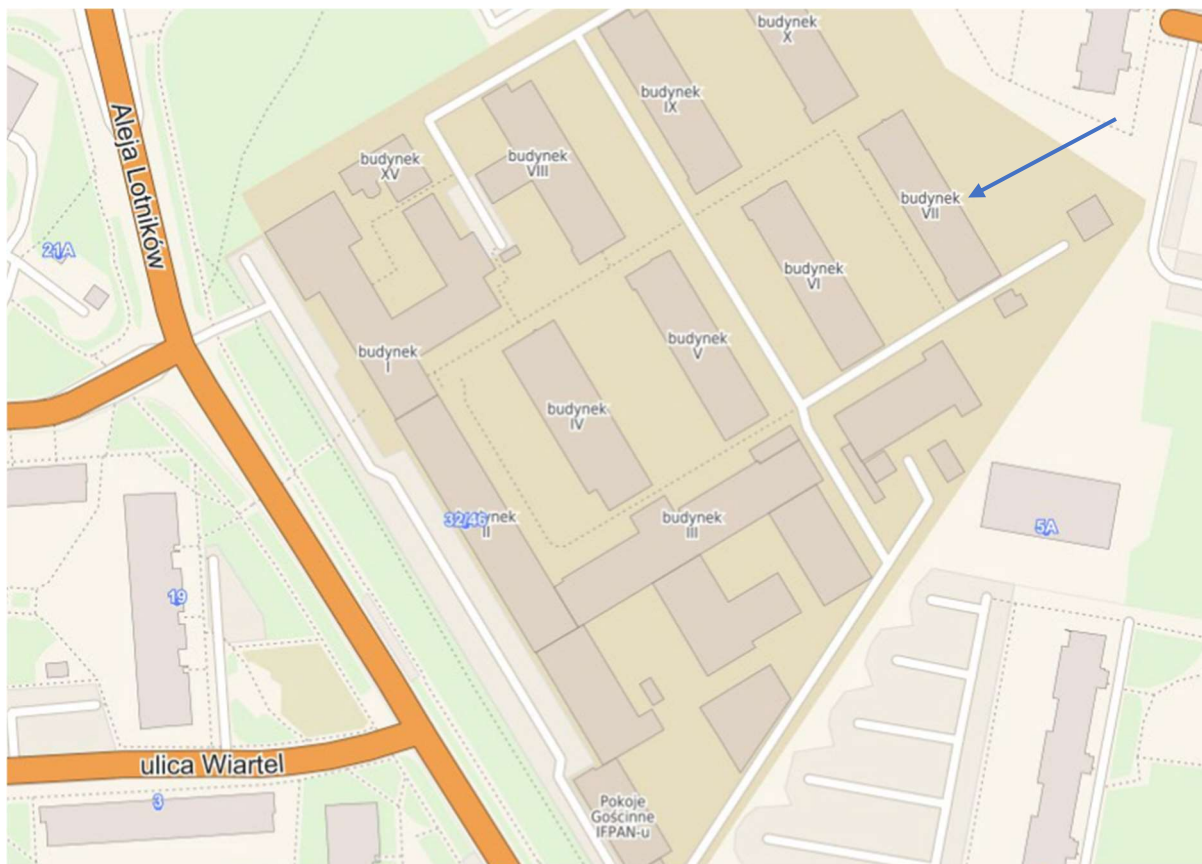 budynek
X
budynek
IX
Aleja Lotników
budynek
XV
budynek
VIII
budynek
VII
21A
budynek
VI
budynek
I
budynek
V
budynek
IV
32/46
budynek
II
budynek
III
5A
19
ulica Wiartel
3
Pokoje
Gościnne
IFPAN-u